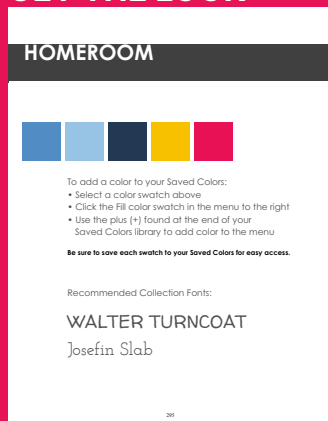 GET THE LOOK
HOMEROOM
To add a color to your Saved Colors:
• Select a color swatch above
• Click the Fill color swatch in the menu to the right
• Use the plus (+) found at the end of your
Saved Colors library to add color to the menu
Be sure to save each swatch to your Saved Colors for easy access.
Recommended Collection Fonts:
WALTER TURNCOAT
Josefin Slab
295